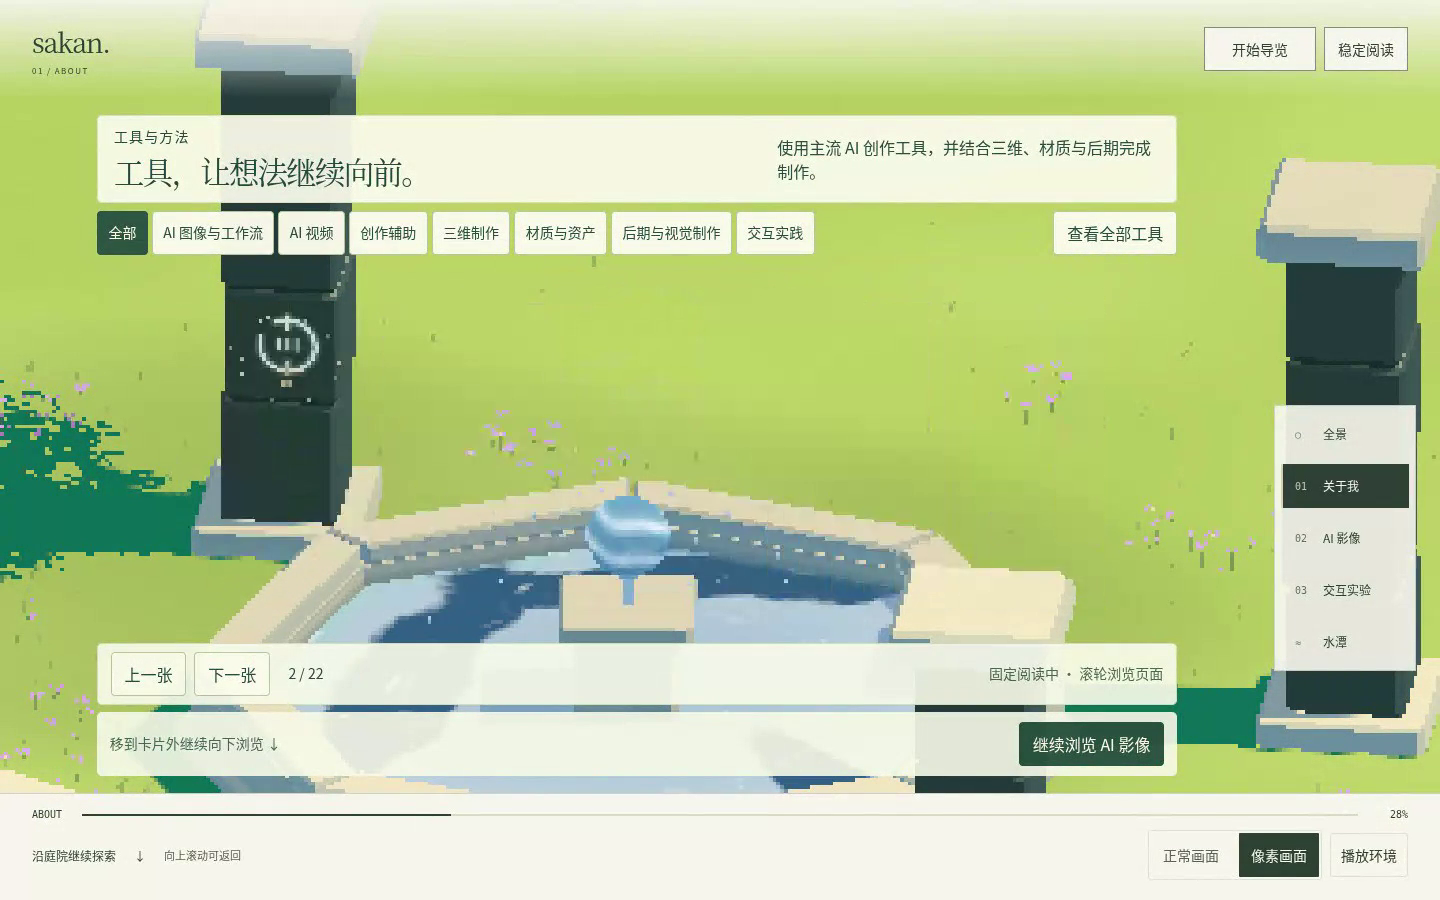 sakan.
01 / ABOUT
开始导览
稳定阅读
工具与方法
工具，让想法继续向前。
使用主流 AI 创作工具，并结合三维、材质与后期完成
制作。
全部
AI 图像与工作流
AI 视频
创作辅助
三维制作
材质与资产
后期与视觉制作
交互实践
查看全部工具
○ 全景
01 关于我
02 AI 影像
03 交互实验
≈ 水潭
上一张
下一张
2 / 22
固定阅读中 · 滚轮浏览页面
移到卡片外继续向下浏览 ↓
继续浏览 AI 影像
ABOUT
28%
沿庭院继续探索 ↓ 向上滚动可返回
正常画面
像素画面
播放环境